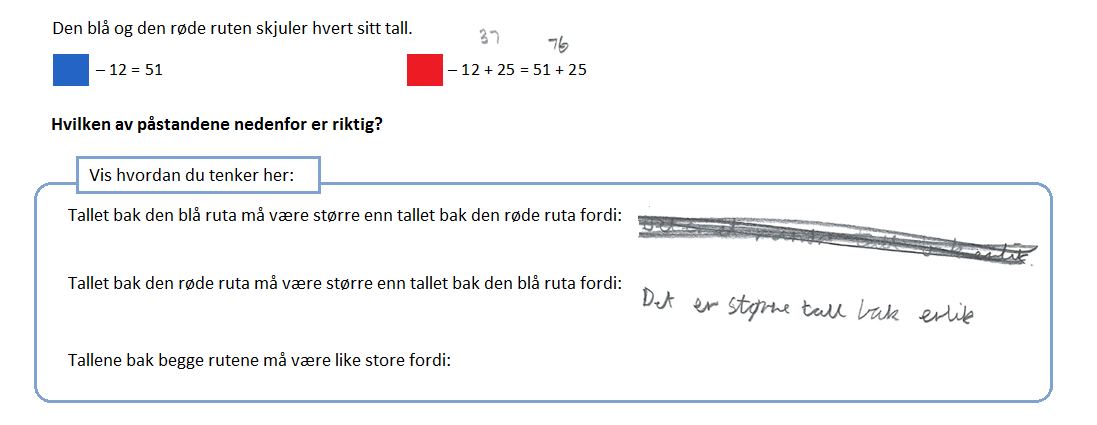 Den blå og den røde ruten skjuler hvert sitt tall.
37 76
– 12 = 51 – 12 + 25 = 51 + 25
Hvilken av påstandene nedenfor er riktig?
Vis hvordan du tenker her:
Tallet bak den blå ruta må være større enn tallet bak den røde ruta fordi:
Tallet bak den røde ruta må være større enn tallet bak den blå ruta fordi: Det er større tall bak erlik
Tallene bak begge rutene må være like store fordi: